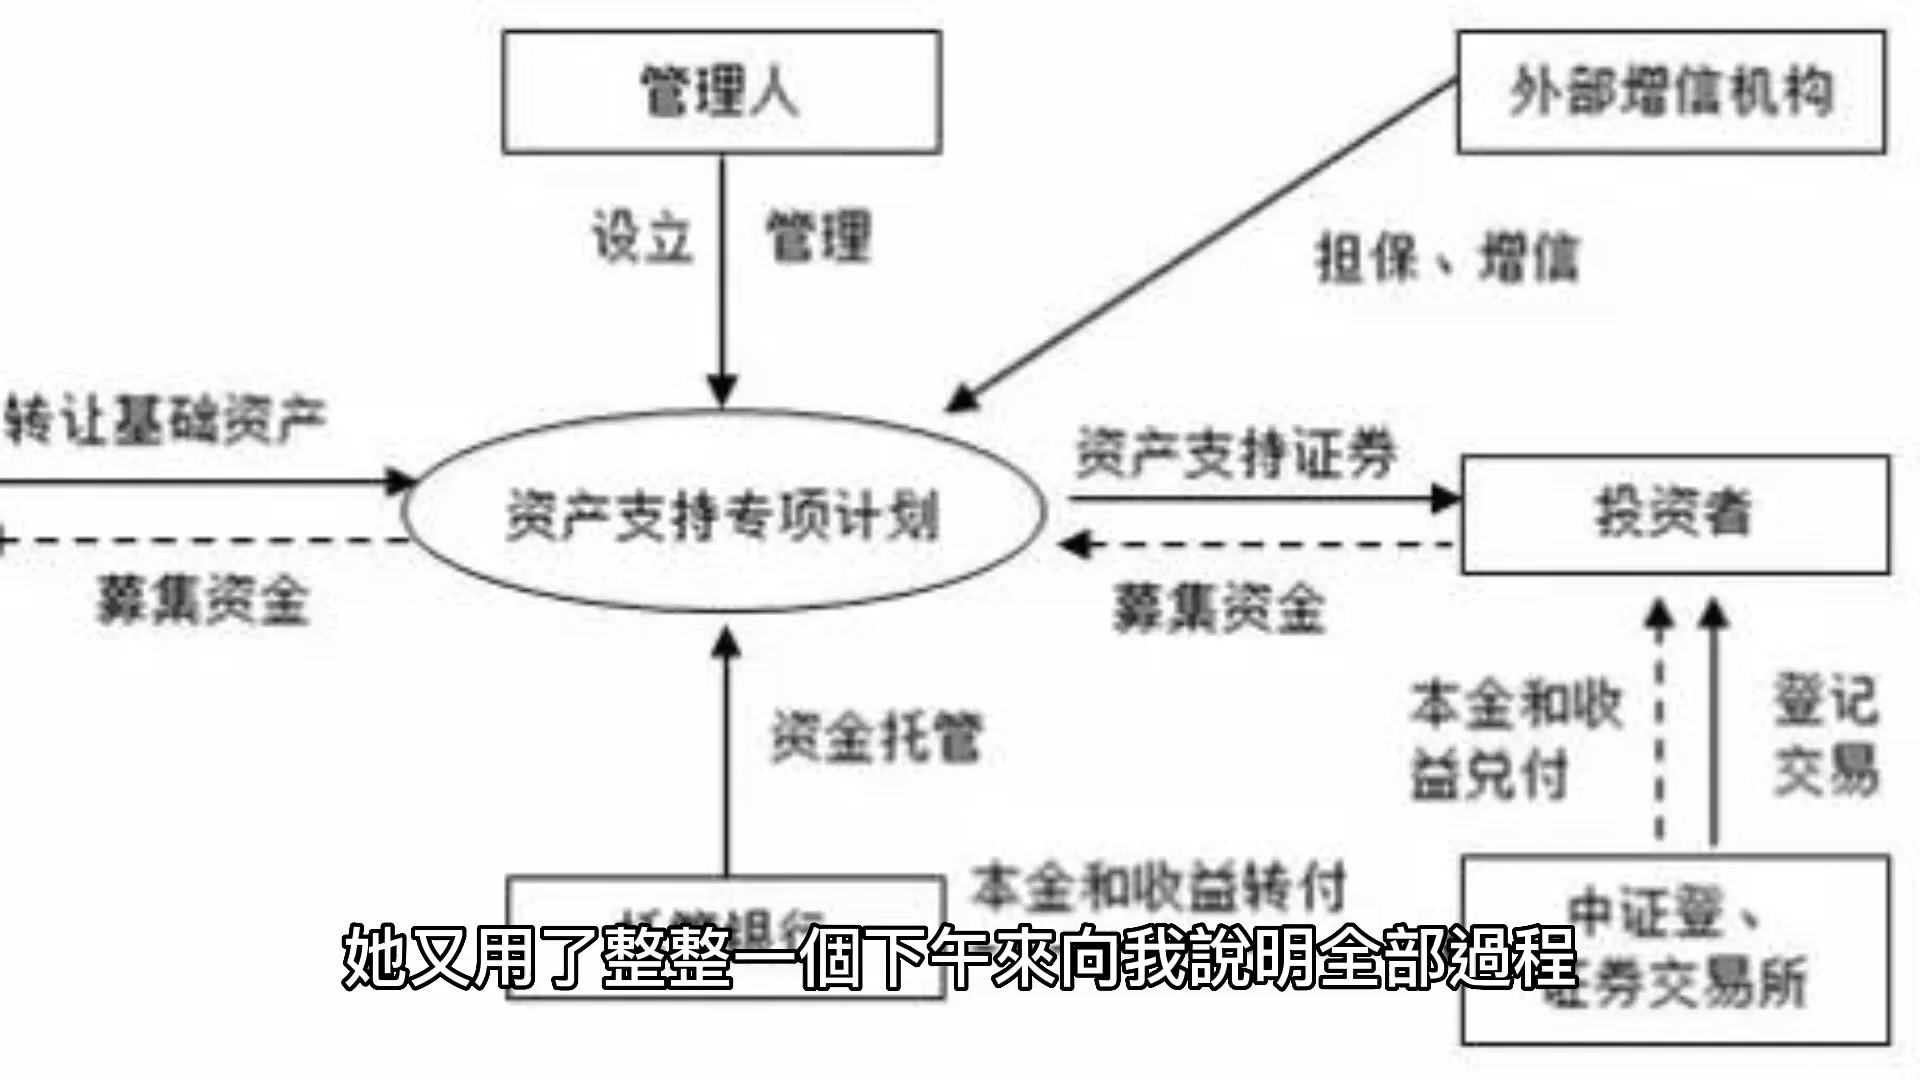 管理人
外部增信机构
设立
管理
担保、增信
转让基础资产
资产支持证券
资产支持专项计划
投资者
募集资金
募集资金
资金托管
本金和收
益兑付
登记
交易
本金和收益转付
托管银行
中证登、
证券交易所
她又用了整整一個下午來向我說明全部過程